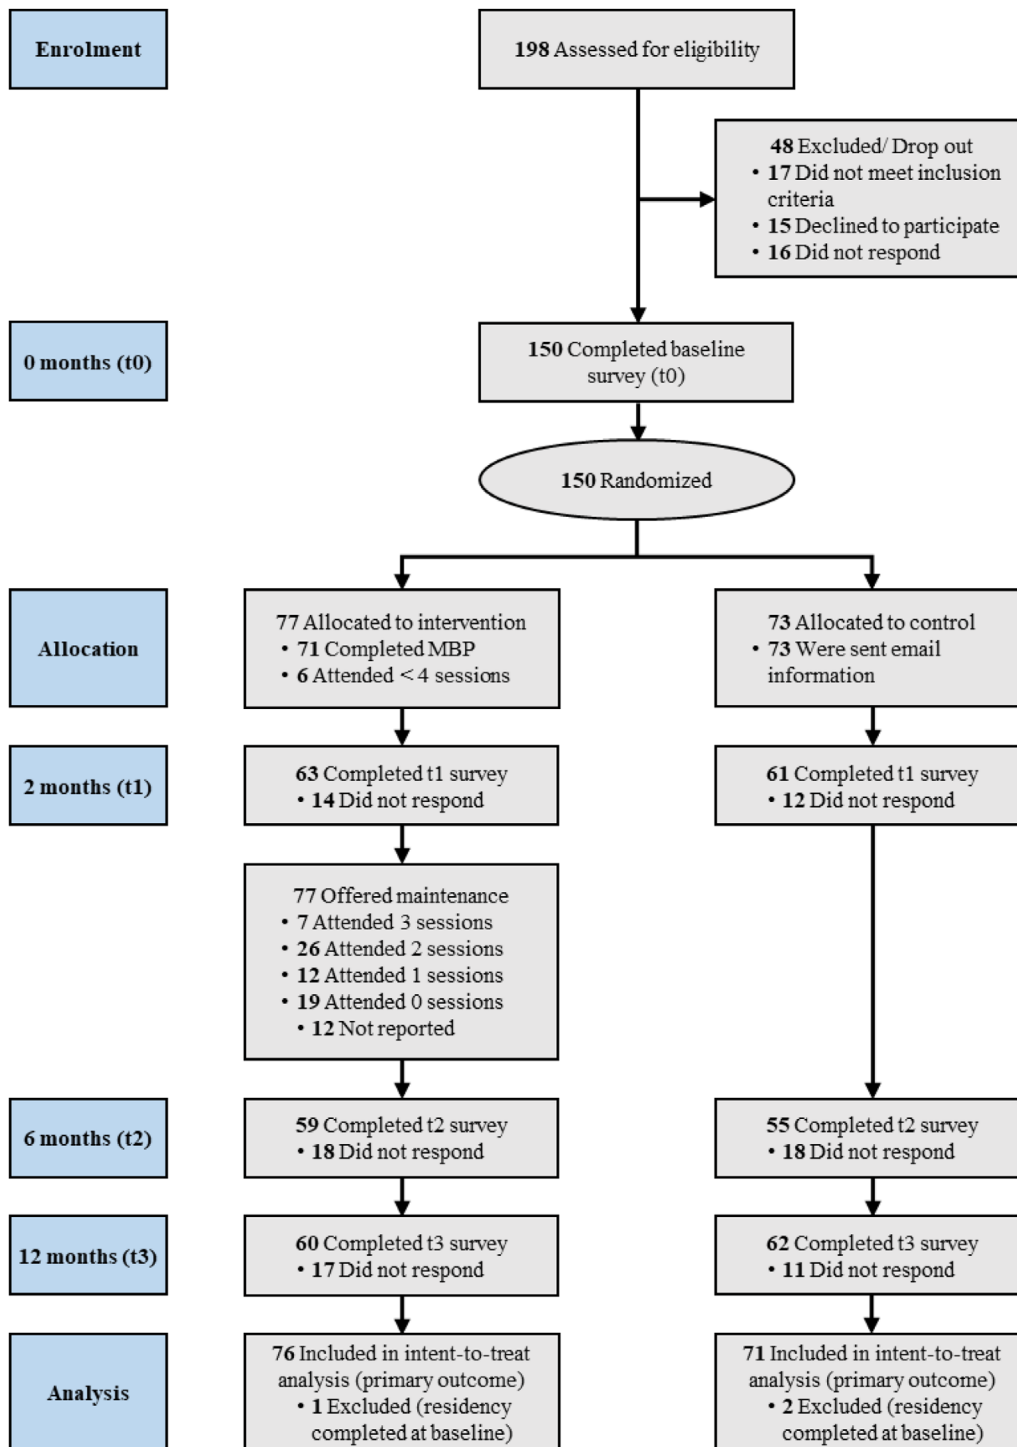 Enrolment
198 Assessed for eligibility
48 Excluded/ Drop out
• 17 Did not meet inclusion
criteria
• 15 Declined to participate
• 16 Did not respond
0 months (t0)
150 Completed baseline
survey (t0)
150 Randomized
Allocation
77 Allocated to intervention
• 71 Completed MBP
• 6 Attended < 4 sessions
73 Allocated to control
• 73 Were sent email
information
2 months (t1)
63 Completed t1 survey
• 14 Did not respond
61 Completed t1 survey
• 12 Did not respond
77 Offered maintenance
• 7 Attended 3 sessions
• 26 Attended 2 sessions
• 12 Attended 1 sessions
• 19 Attended 0 sessions
• 12 Not reported
6 months (t2)
59 Completed t2 survey
• 18 Did not respond
55 Completed t2 survey
• 18 Did not respond
12 months (t3)
60 Completed t3 survey
• 17 Did not respond
62 Completed t3 survey
• 11 Did not respond
Analysis
76 Included in intent-to-treat
analysis (primary outcome)
• 1 Excluded (residency
completed at baseline)
71 Included in intent-to-treat
analysis (primary outcome)
• 2 Excluded (residency
completed at baseline)